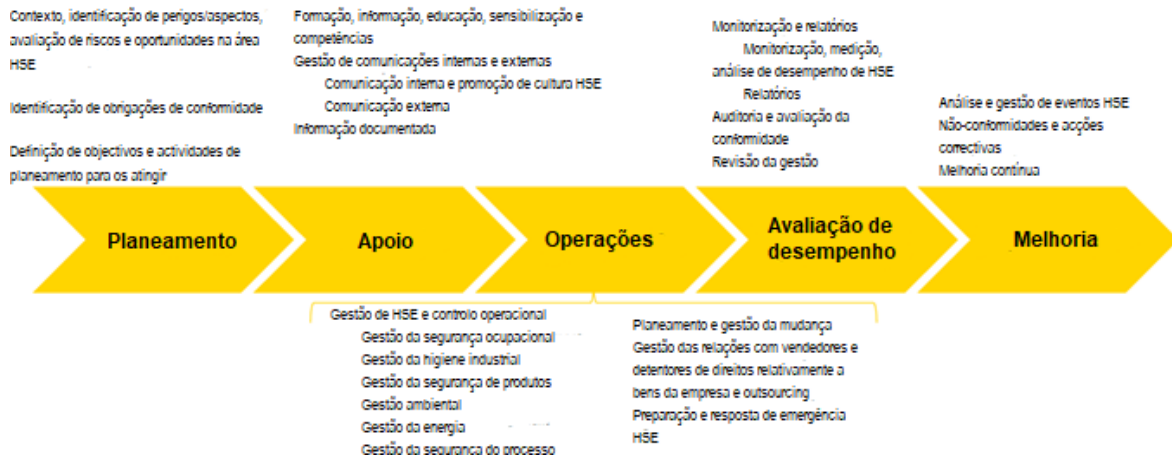 Contexto, identificação de perigos/aspectos,
avaliação de riscos e oportunidades na área
HSE
Identificação de obrigações de conformidade
Definição de objectivos e actividades de
planeamento para os atingir
Formação, informação, educação, sensibilização e
competências
Gestão de comunicações internas e externas
Comunicação interna e promoção de cultura HSE
Comunicação externa
Informação documentada
Monitorização e relatórios
Monitorização, medição,
análise de desempenho de HSE
Relatórios
Auditoria e avaliação da
conformidade
Revisão da gestão
Análise e gestão de eventos HSE
Não-conformidades e acções
correctivas
Melhoria contínua
Planeamento
Apoio
Operações
Avaliação de
desempenho
Melhoria
Gestão de HSE e controlo operacional
Gestão da segurança ocupacional
Gestão da higiene industrial
Gestão da segurança de produtos
Gestão ambiental
Gestão da energia
Gestão da segurança do processo
Planeamento e gestão da mudança
Gestão das relações com vendedores e
detentores de direitos relativamente a
bens da empresa e outsourcing
Preparação e resposta de emergência
HSE